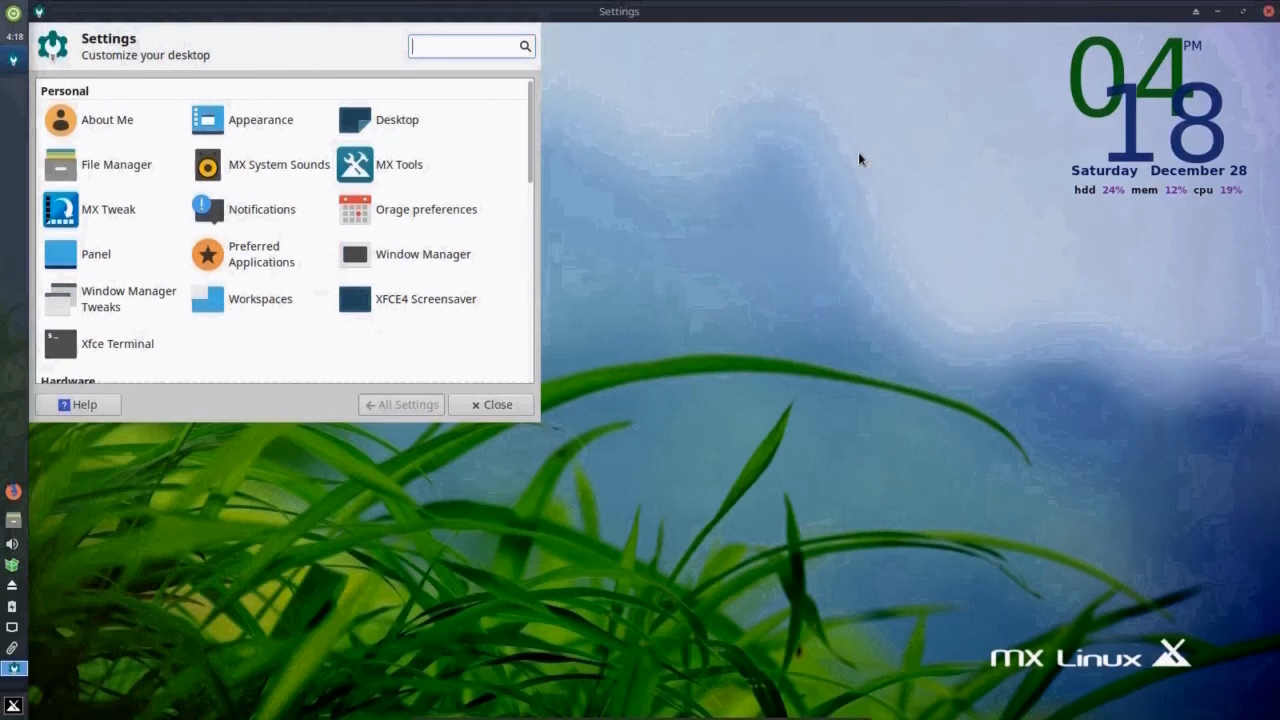 Settings
4:18
Settings
Customize your desktop
Personal
About Me
Appearance
Desktop
File Manager
MX System Sounds
MX Tools
MX Tweak
Notifications
Orage preferences
Panel
Preferred
Applications
Window Manager
Window Manager
Tweaks
Workspaces
XFCE4 Screensaver
Xfce Terminal
Hardware
Help
All Settings
Close
04 PM
18
Saturday December 28
hdd 24% mem 12% cpu 19%
MX Linux